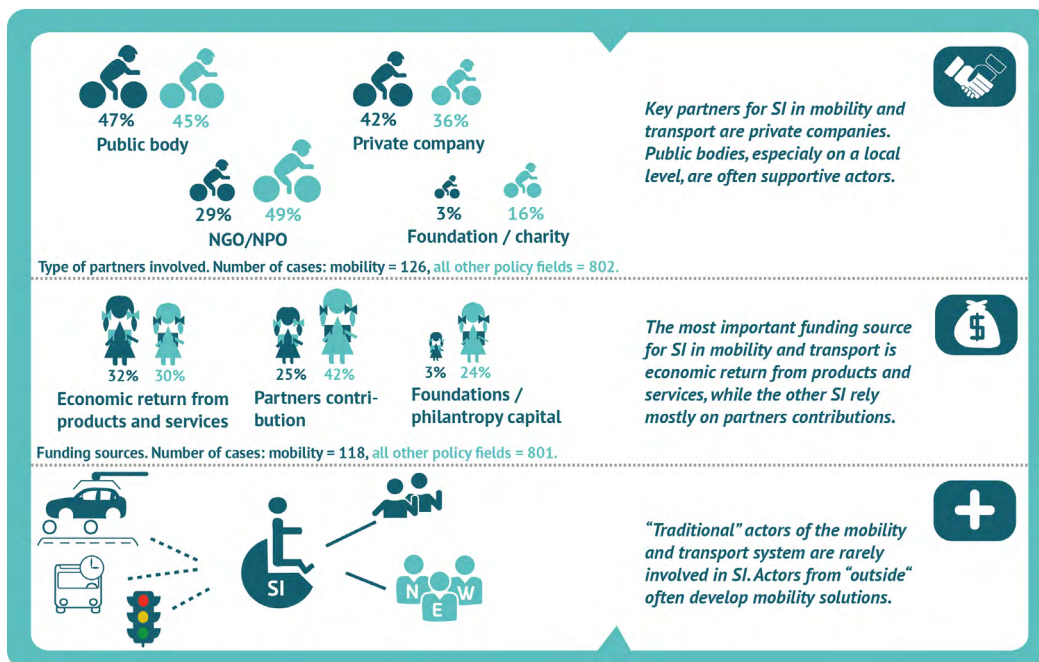 47%
45%
Public body
42%
36%
Private company
29%
49%
NGO/NPO
3%
16%
Foundation / charity
Type of partners involved. Number of cases: mobility = 126, all other policy fields = 802.
Key partners for SI in mobility and
transport are private companies.
Public bodies, especialy on a local
level, are often supportive actors.
32%
30%
Economic return from
products and services
25%
42%
Partners contri-
bution
3%
24%
Foundations /
philantropy capital
Funding sources. Number of cases: mobility = 118, all other policy fields = 801.
The most important funding source
for SI in mobility and transport is
economic return from products and
services, while the other SI rely
mostly on partners contributions.
$
SI
N E W
“Traditional” actors of the mobility
and transport system are rarely
involved in SI. Actors from “outside“
often develop mobility solutions.